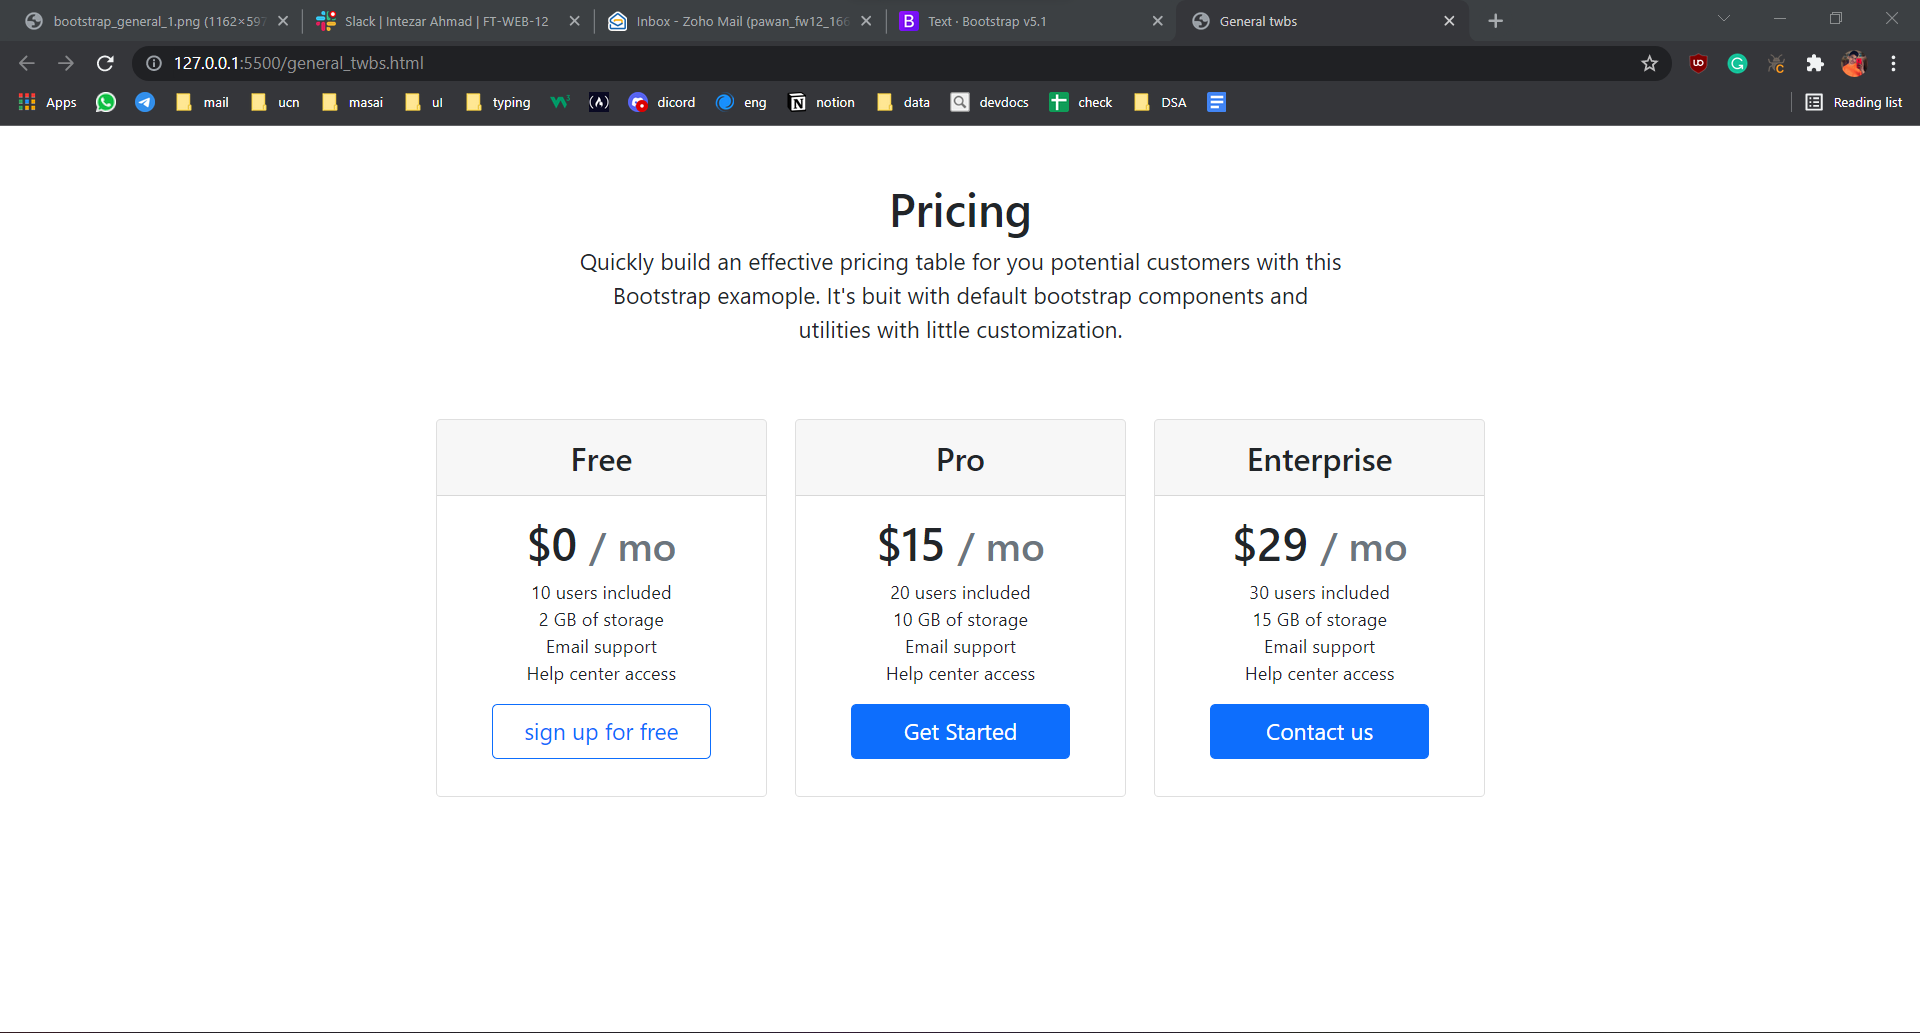 bootstrap_general_1.png (1162×597
Slack | Intezar Ahmad | FT-WEB-12
Inbox - Zoho Mail (pawan_fw12_166
B Text · Bootstrap v5.1
General twbs
127.0.0.1:5500/general_twbs.html
Apps mail ucn masai ul typing dicord eng notion data devdocs check DSA Reading list
Pricing
Quickly build an effective pricing table for you potential customers with this
Bootstrap examople. It's buit with default bootstrap components and
utilities with little customization.
Free
$0 / mo
10 users included
2 GB of storage
Email support
Help center access
sign up for free
Pro
$15 / mo
20 users included
10 GB of storage
Email support
Help center access
Get Started
Enterprise
$29 / mo
30 users included
15 GB of storage
Email support
Help center access
Contact us